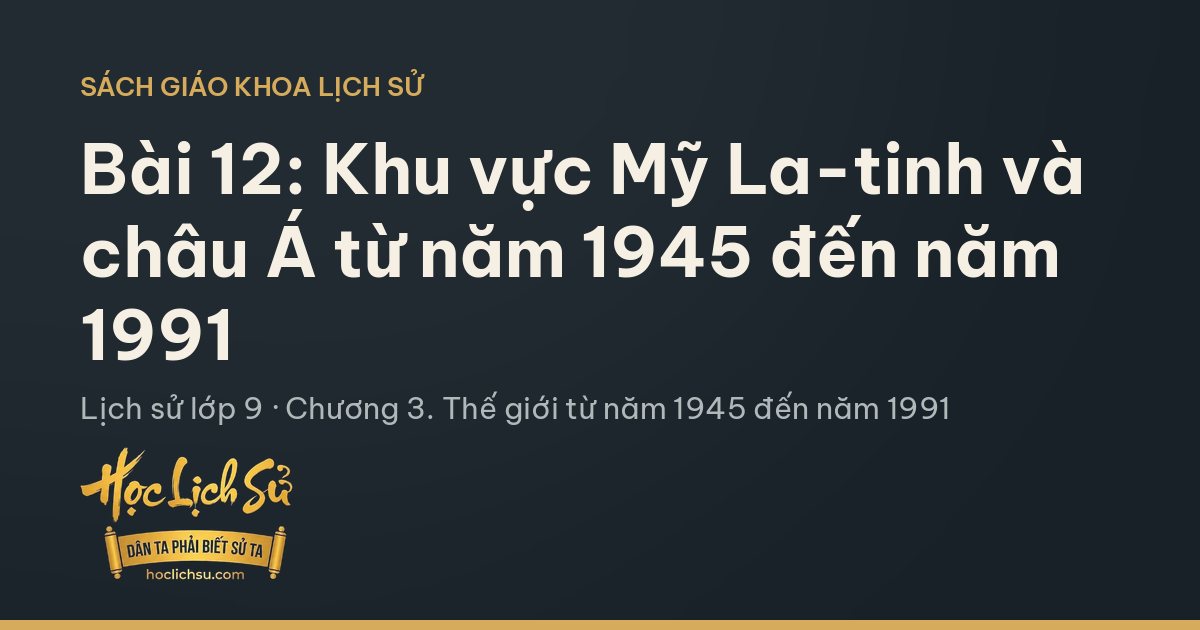 SÁCH GIÁO KHOA LỊCH SỬ
Bài 12: Khu vực Mỹ La-tinh và
châu Á từ năm 1945 đến năm
1991
Lịch sử lớp 9 · Chương 3. Thế giới từ năm 1945 đến năm 1991
Học Lịch Sử
DÂN TA PHẢI BIẾT SỬ TA
hoclichsu.com